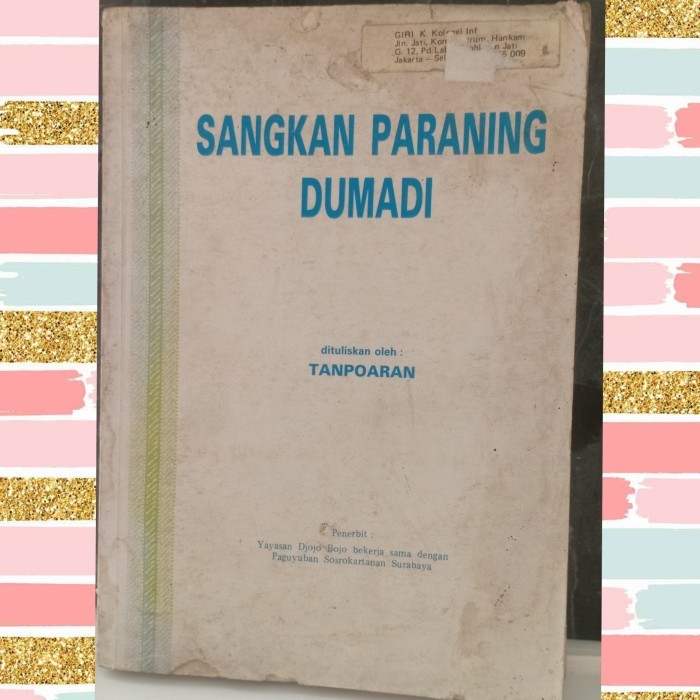 GIRI K. Kolonel Inf
Jln. Jati, Hankam
G. 12, Jati
Jakarta – 009
SANGKAN PARANING
DUMADI
dituliskan oleh :
TANPOARAN
Penerbit :
Yayasan Djojo Bojo bekerja sama dengan
Paguyuban Sosrokartanan Surabaya